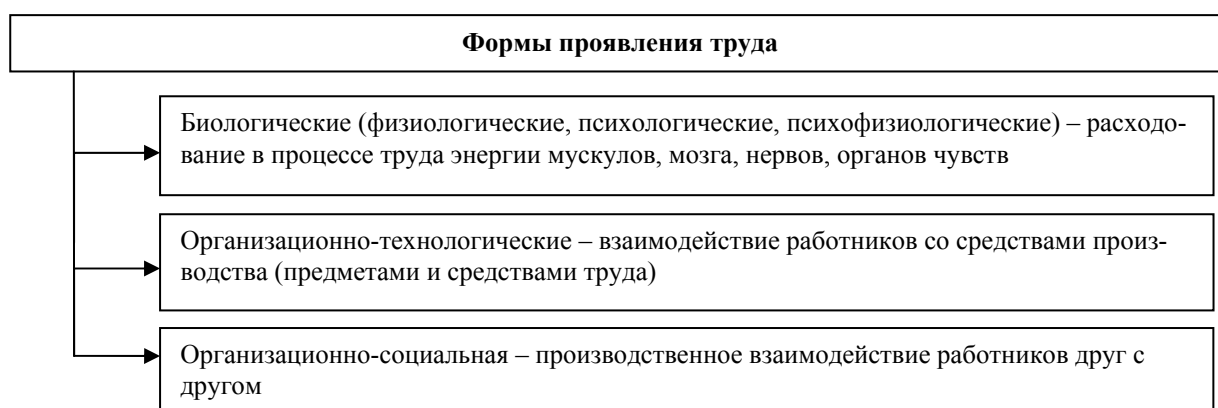 Формы проявления труда
Биологические (физиологические, психологические, психофизиологические) – расходо-
вание в процессе труда энергии мускулов, мозга, нервов, органов чувств
Организационно-технологические – взаимодействие работников со средствами произ-
водства (предметами и средствами труда)
Организационно-социальная – производственное взаимодействие работников друг с
другом